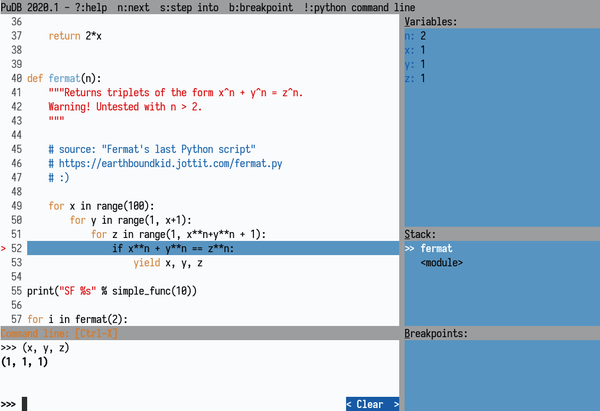 PuDB 2020.1 - ?:help  n:next  s:step into  b:breakpoint  !:python command line
36
37     return 2*x
38
39
40 def fermat(n):
41     """Returns triplets of the form x^n + y^n = z^n.
42     Warning! Untested with n > 2.
43     """
44
45     # source: "Fermat's last Python script"
46     # https://earthboundkid.jottit.com/fermat.py
47     # :)
48
49     for x in range(100):
50         for y in range(1, x+1):
51             for z in range(1, x**n+y**n + 1):
> 52                 if x**n + y**n == z**n:
53                     yield x, y, z
54
55 print("SF %s" % simple_func(10))
56
57 for i in fermat(2):
Command line: [Ctrl-X]
>>> (x, y, z)
(1, 1, 1)
>>>
< Clear  >
Variables:
n: 2
x: 1
y: 1
z: 1
Stack:
>> fermat
<module>
Breakpoints: